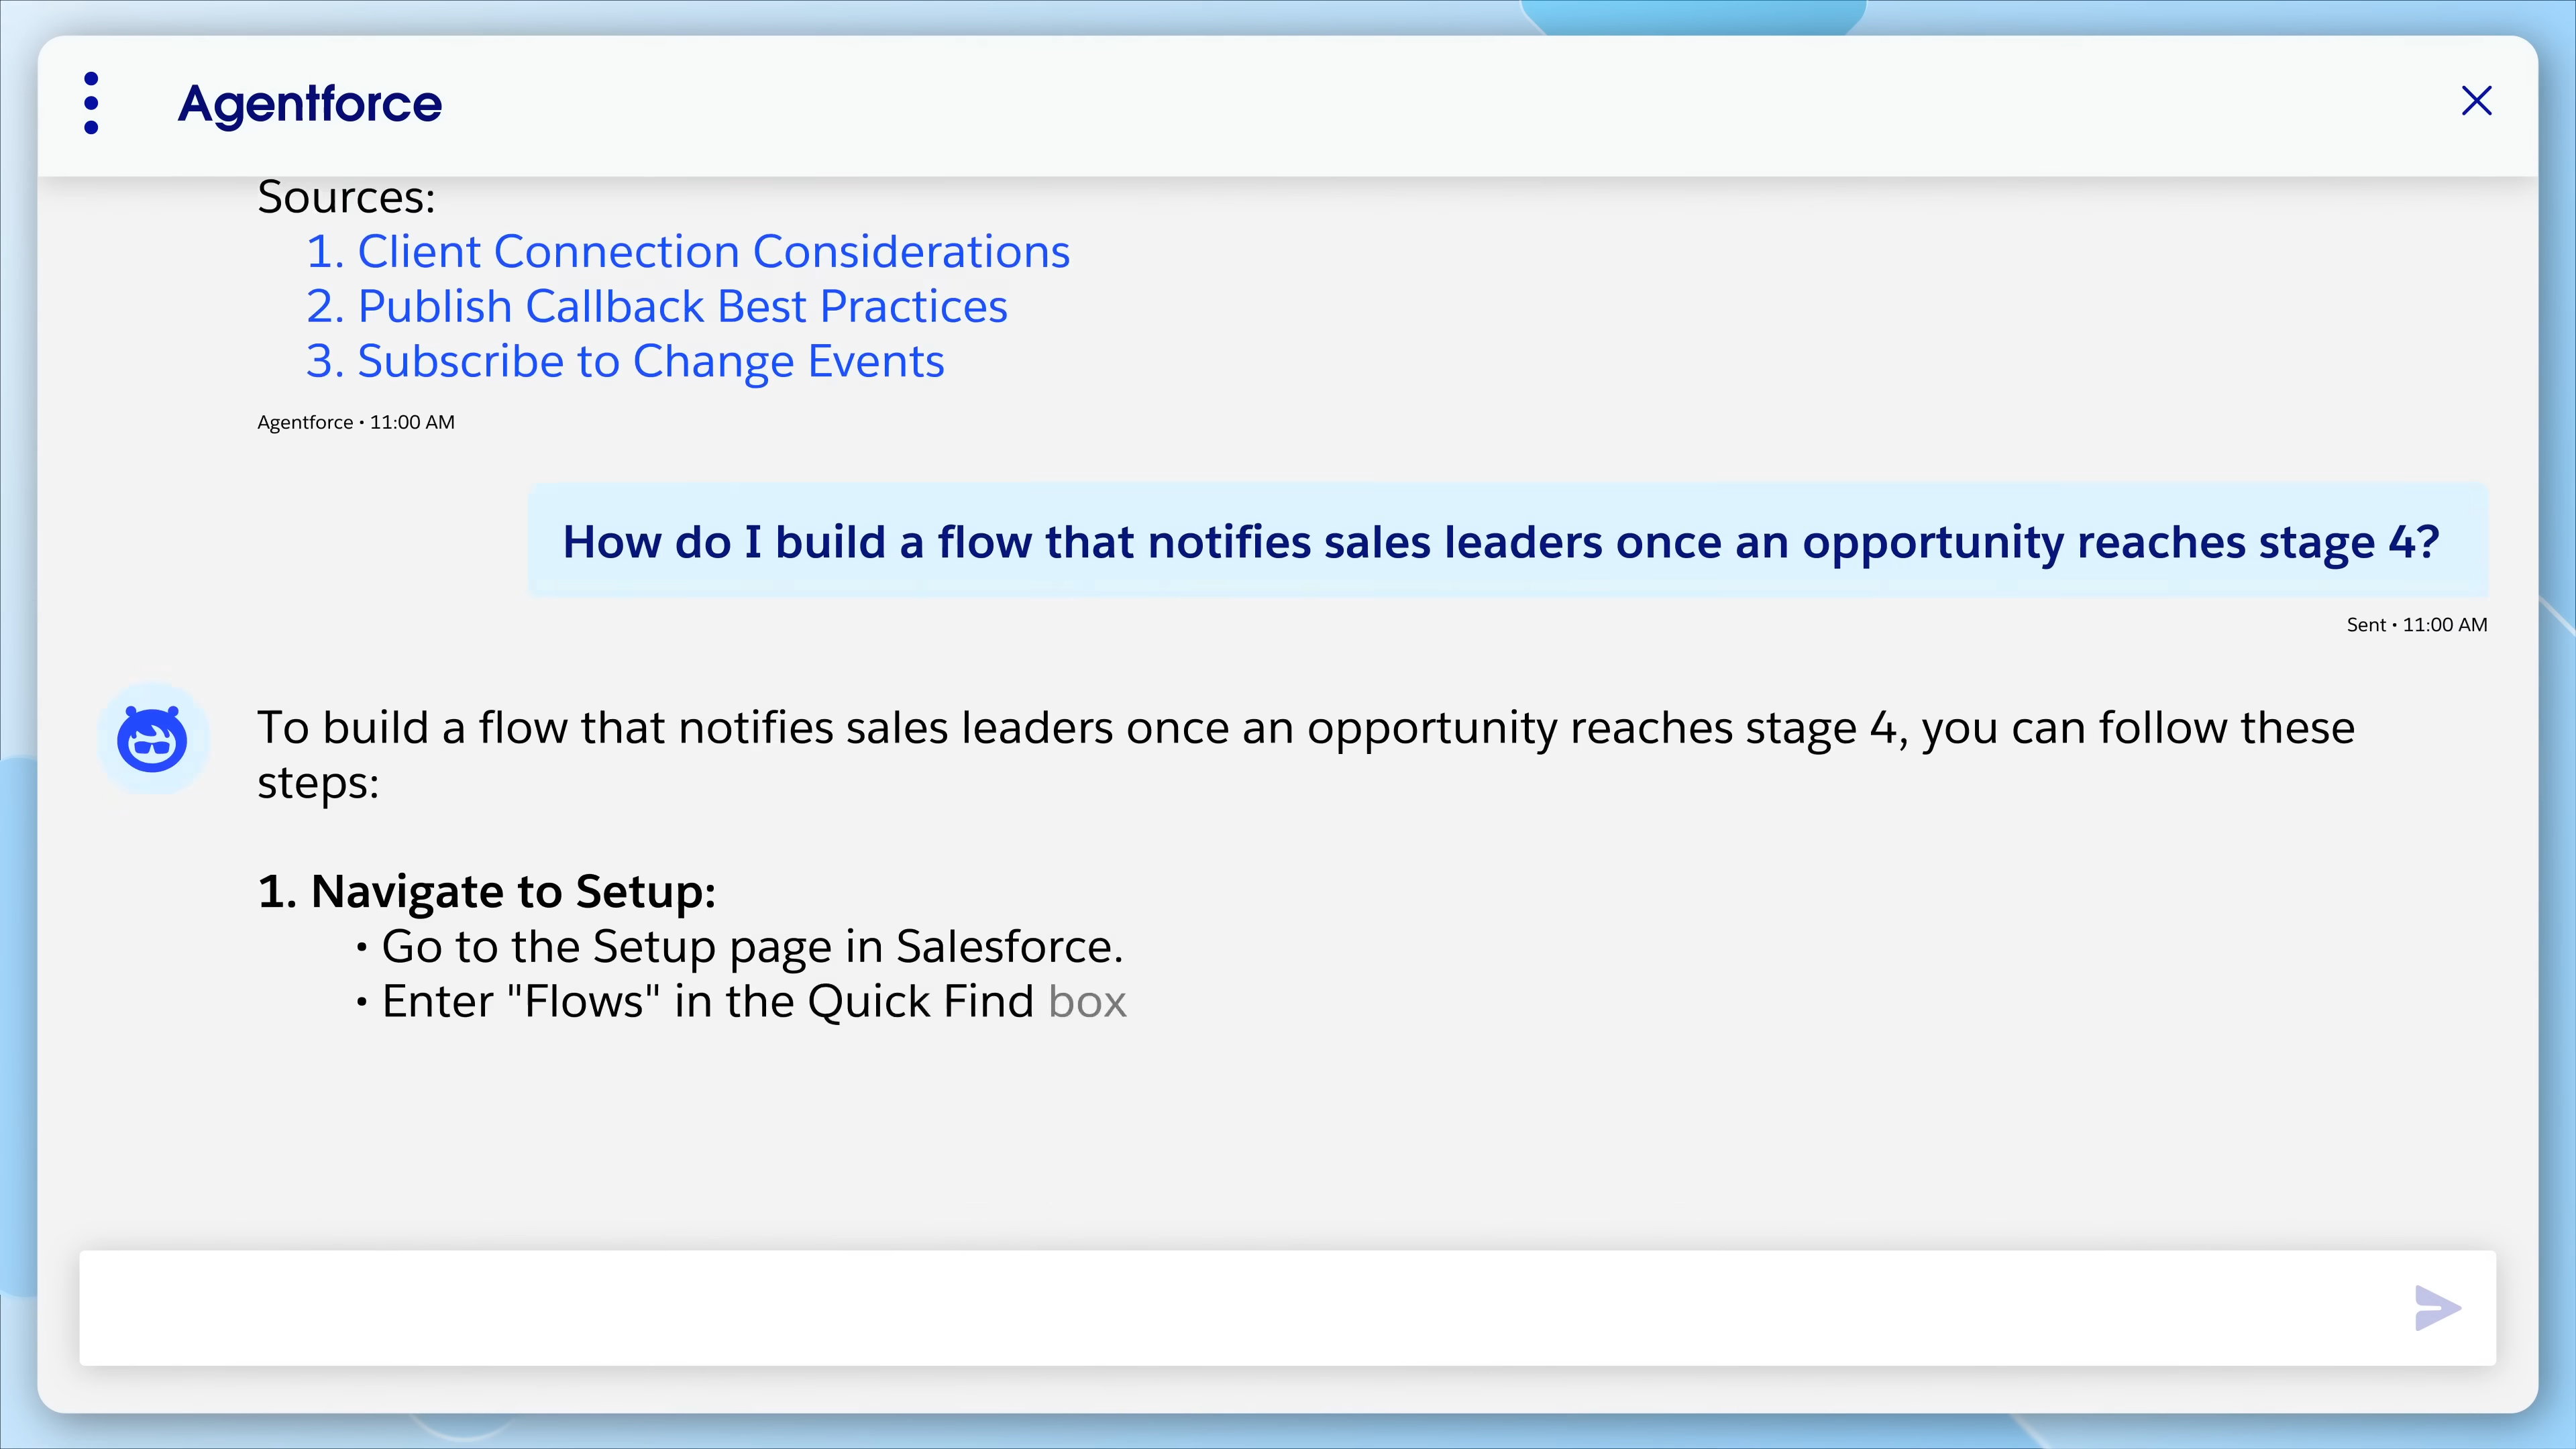 Agentforce
Sources:
1. Client Connection Considerations
2. Publish Callback Best Practices
3. Subscribe to Change Events
Agentforce • 11:00 AM
How do I build a flow that notifies sales leaders once an opportunity reaches stage 4?
Sent • 11:00 AM
To build a flow that notifies sales leaders once an opportunity reaches stage 4, you can follow these
steps:
1. Navigate to Setup:
• Go to the Setup page in Salesforce.
• Enter "Flows" in the Quick Find box